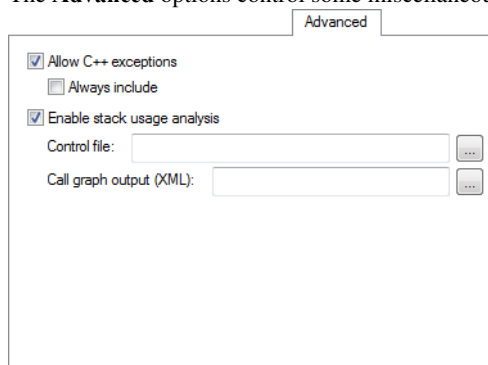 The Advanced options control some miscellaneou
Advanced
Allow C++ exceptions
Always include
Enable stack usage analysis
Control file:
...
Call graph output (XML):
...